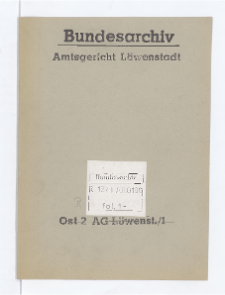 Bundesarchiv
Amtsgericht Löwenstadt
Bundesarchiv
Fol. 1-
Ost 2 AG Löwenst./1